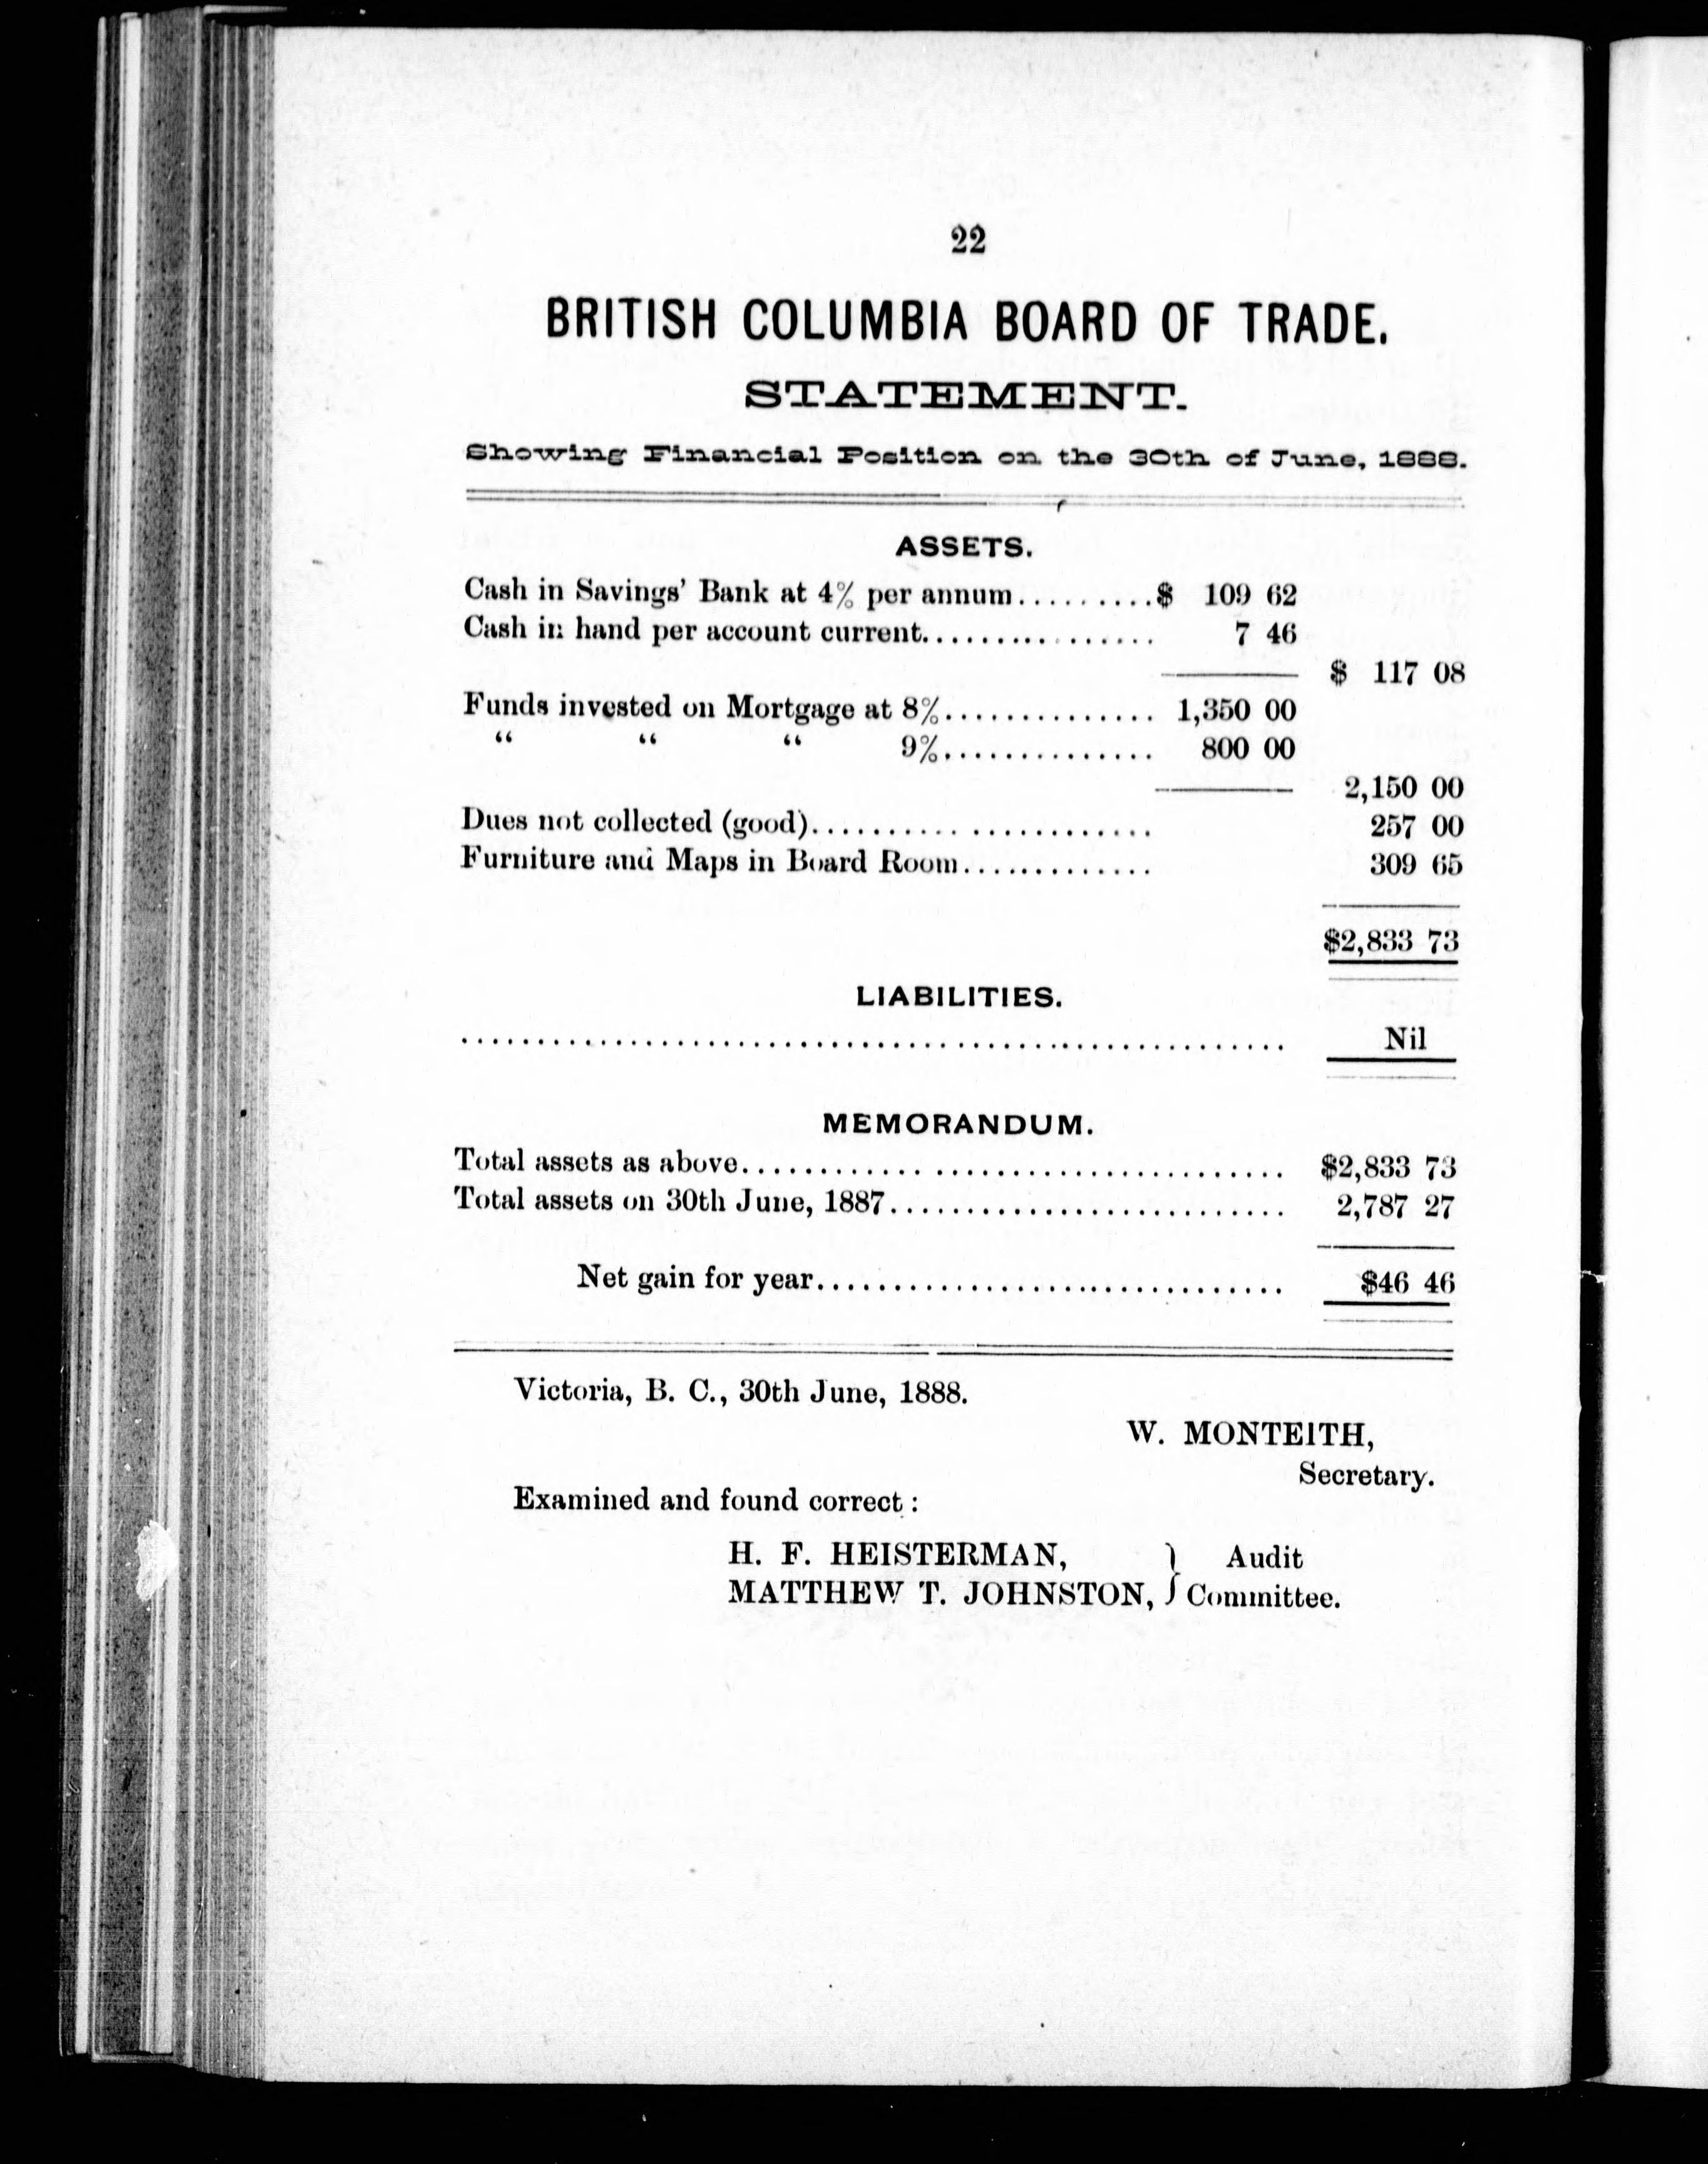 22
BRITISH COLUMBIA BOARD OF TRADE.
STATEMENT.
Showing Financial Position on the 30th of June, 1888.
ASSETS.
Cash in Savings' Bank at 4% per annum..........$ 109 62
Cash in hand per account current................ 7 46
$ 117 08
Funds invested on Mortgage at 8%.............. 1,350 00
“ “ “ 9%.............. 800 00
2,150 00
Dues not collected (good)....................... 257 00
Furniture and Maps in Board Room............. 309 65
$2,833 73
LIABILITIES.
...................................................... Nil
MEMORANDUM.
Total assets as above................................... $2,833 73
Total assets on 30th June, 1887.......................... 2,787 27
Net gain for year............................... $46 46
Victoria, B. C., 30th June, 1888.
W. MONTEITH,
Secretary.
Examined and found correct :
H. F. HEISTERMAN, } Audit
MATTHEW T. JOHNSTON, } Committee.